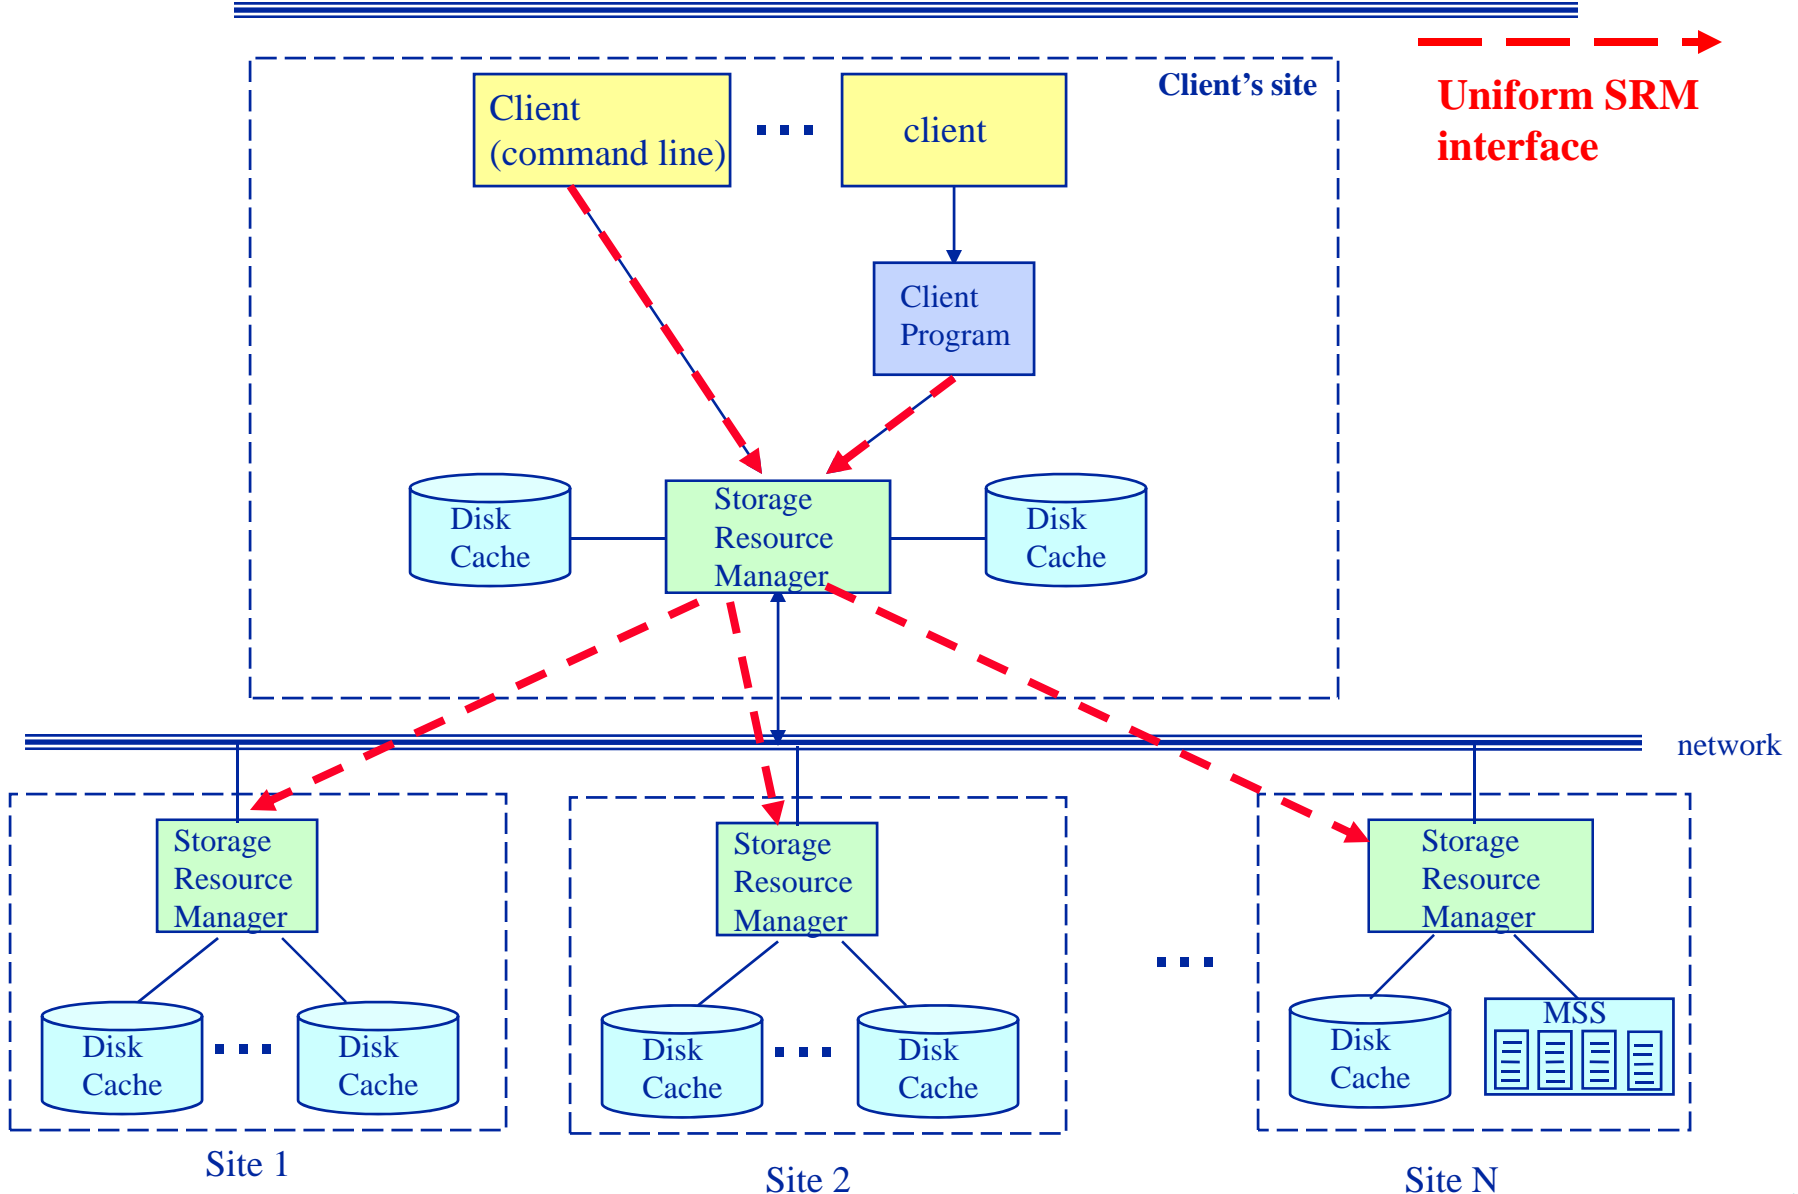 Client's site
Uniform SRM
interface
Client
(command line)
client
Client
Program
Disk
Cache
Storage
Resource
Manager
Disk
Cache
network
Storage
Resource
Manager
Disk
Cache
Disk
Cache
Site 1
Storage
Resource
Manager
Disk
Cache
Disk
Cache
Site 2
Storage
Resource
Manager
Disk
Cache
MSS
Site N